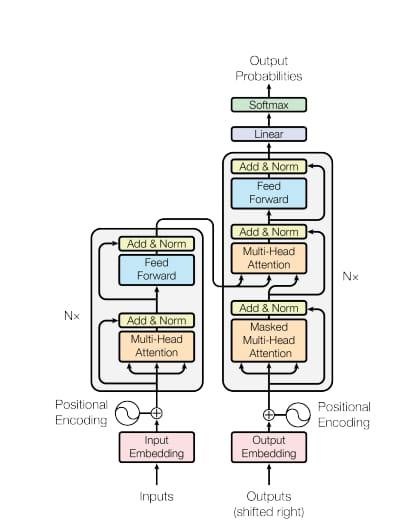 Output
Probabilities
Softmax
Linear
Add & Norm
Feed
Forward
Add & Norm
Multi-Head
Attention
Add & Norm
Masked
Multi-Head
Attention
Nx
Add & Norm
Feed
Forward
Add & Norm
Multi-Head
Attention
Nx
Positional
Encoding
Positional
Encoding
Input
Embedding
Output
Embedding
Inputs
Outputs
(shifted right)